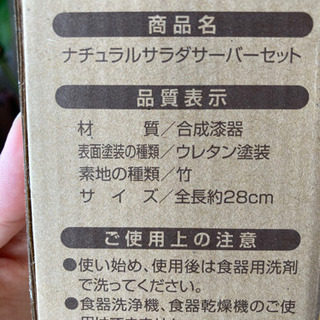 商品名
ナチュラルサラダサーバーセット
品質表示
材質/合成漆器
表面塗装の種類/ウレタン塗装
素地の種類/竹
サイズ/全長約28cm
ご使用上の注意
●使い始め、使用後は食器用洗剤
で洗ってください。
●食器洗浄機、食器乾燥機のご使